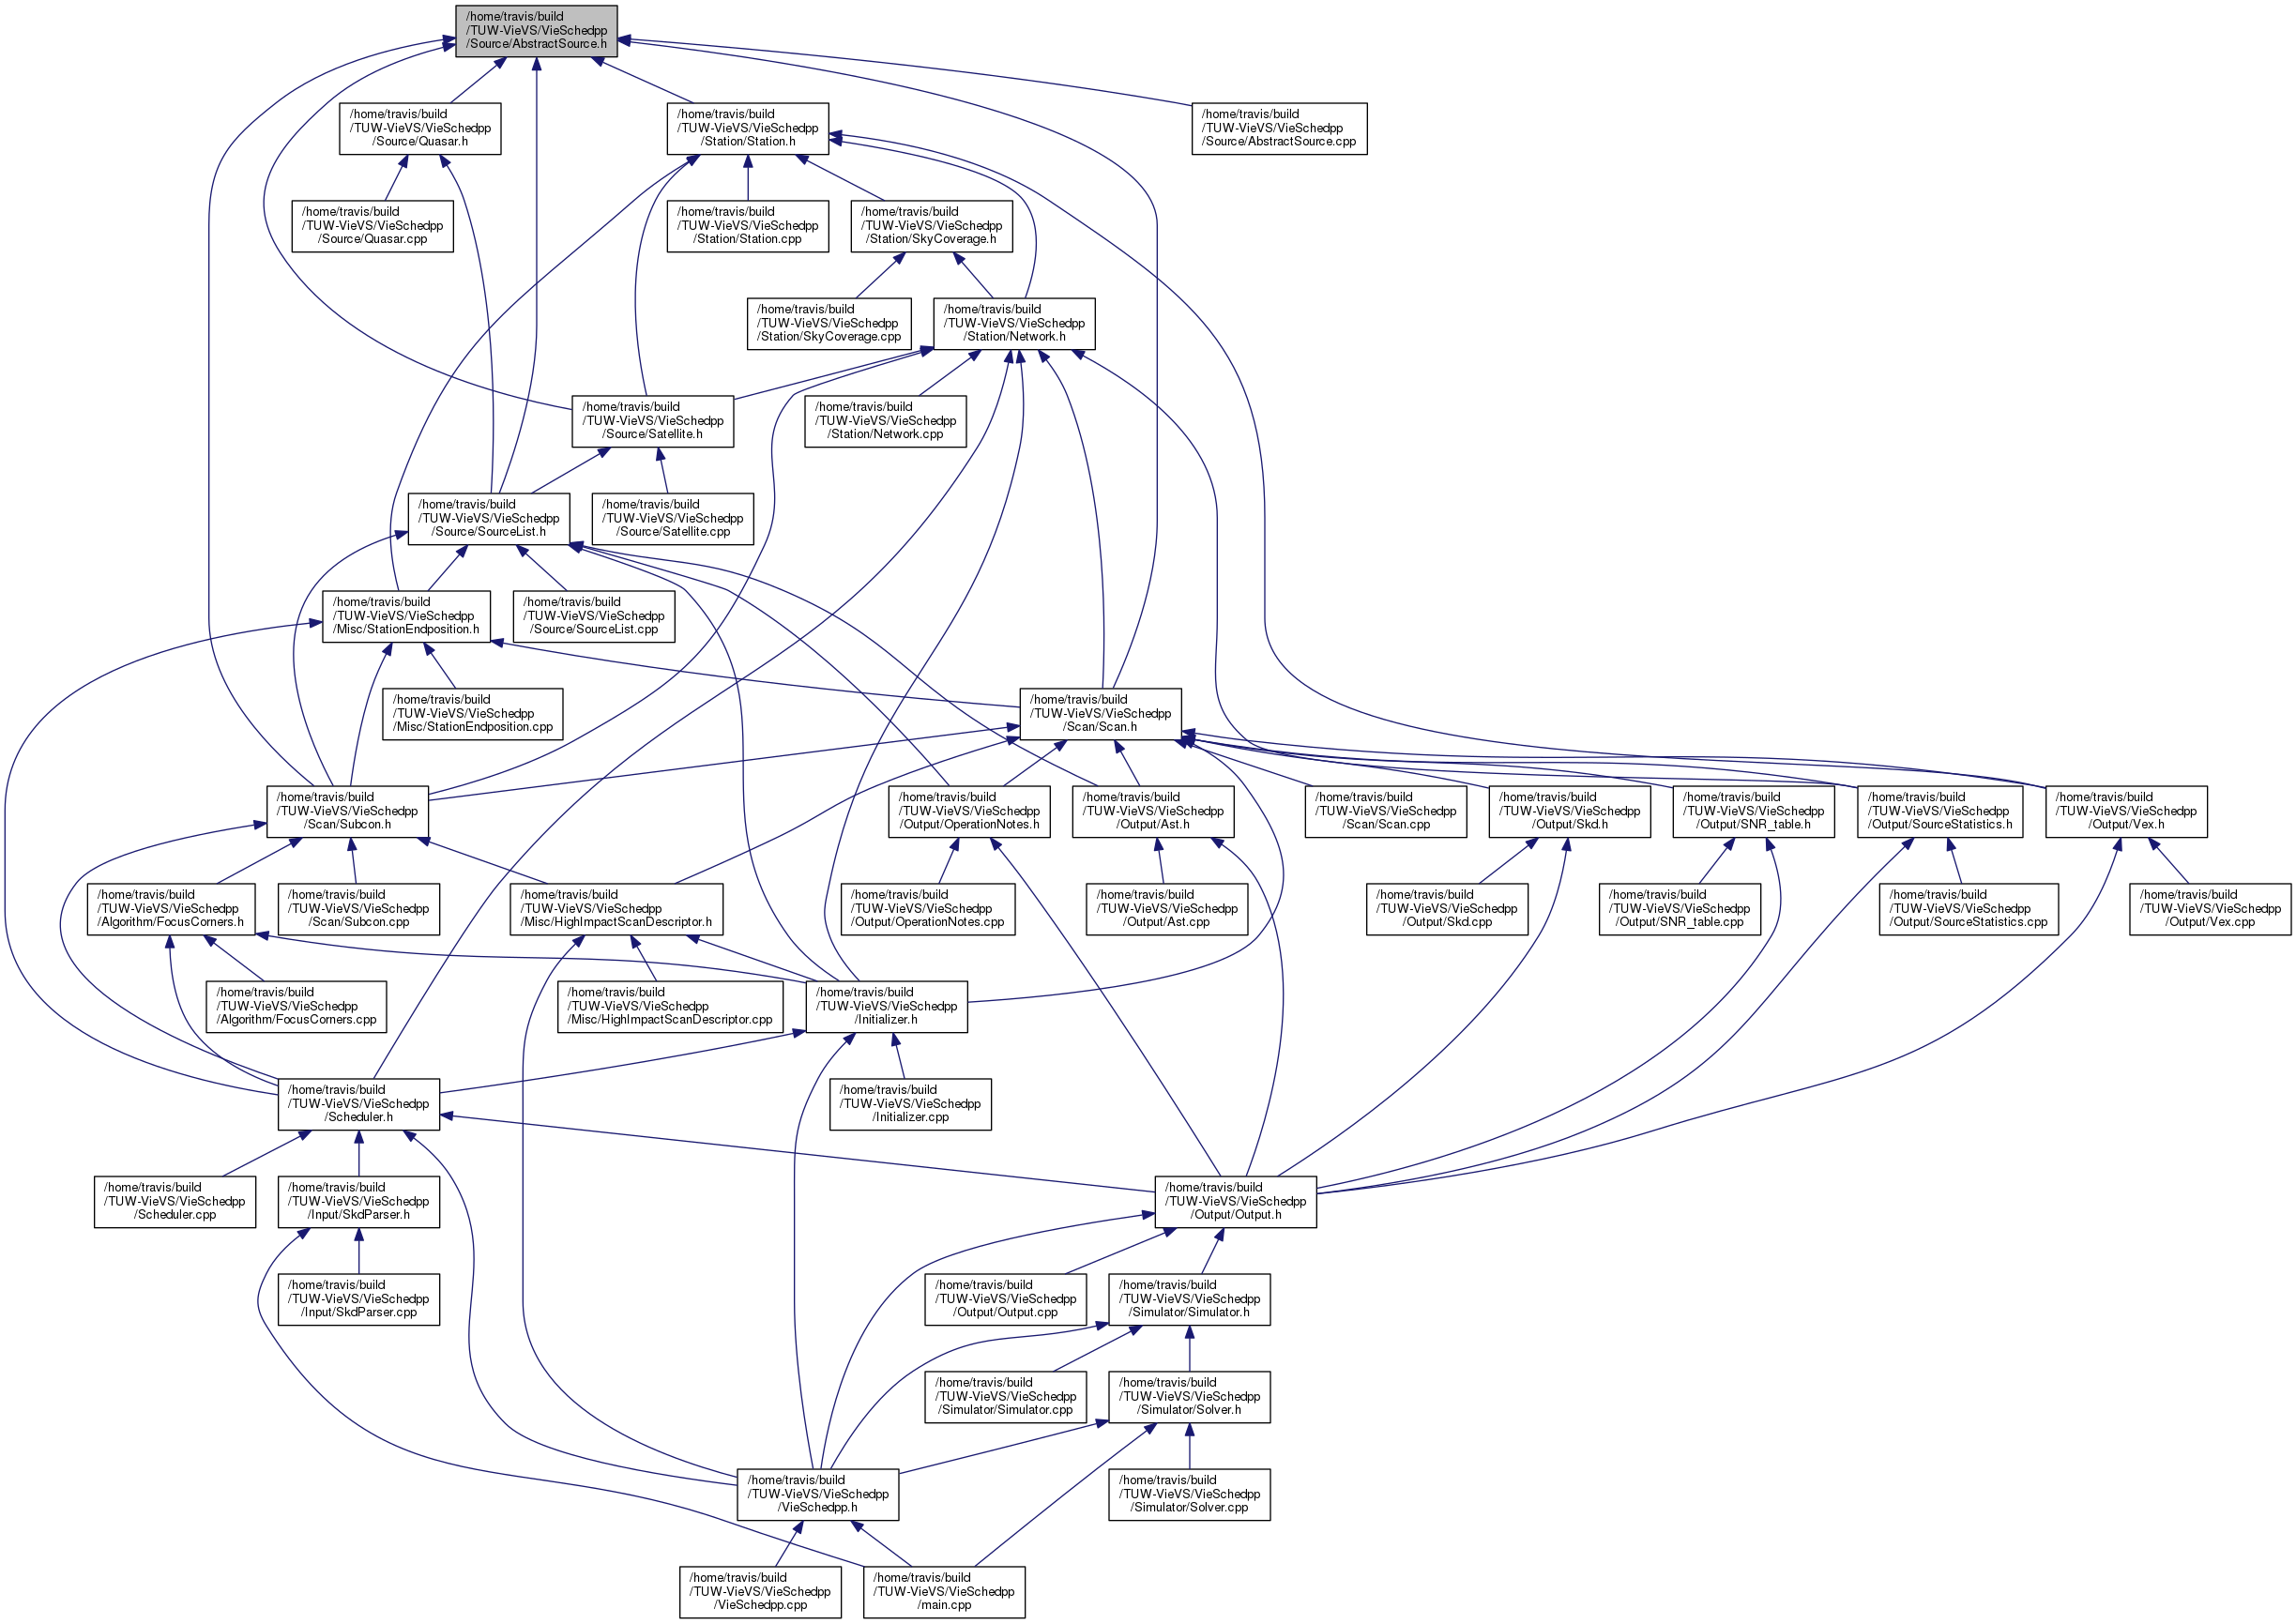 /home/travis/build
/TUW-VieVS/VieSchedpp
/Source/AbstractSource.h
/home/travis/build
/TUW-VieVS/VieSchedpp
/Source/Quasar.h
/home/travis/build
/TUW-VieVS/VieSchedpp
/Station/Station.h
/home/travis/build
/TUW-VieVS/VieSchedpp
/Source/AbstractSource.cpp
/home/travis/build
/TUW-VieVS/VieSchedpp
/Source/Quasar.cpp
/home/travis/build
/TUW-VieVS/VieSchedpp
/Station/Station.cpp
/home/travis/build
/TUW-VieVS/VieSchedpp
/Station/SkyCoverage.h
/home/travis/build
/TUW-VieVS/VieSchedpp
/Station/SkyCoverage.cpp
/home/travis/build
/TUW-VieVS/VieSchedpp
/Station/Network.h
/home/travis/build
/TUW-VieVS/VieSchedpp
/Source/Satellite.h
/home/travis/build
/TUW-VieVS/VieSchedpp
/Station/Network.cpp
/home/travis/build
/TUW-VieVS/VieSchedpp
/Source/SourceList.h
/home/travis/build
/TUW-VieVS/VieSchedpp
/Source/Satellite.cpp
/home/travis/build
/TUW-VieVS/VieSchedpp
/Misc/StationEndposition.h
/home/travis/build
/TUW-VieVS/VieSchedpp
/Source/SourceList.cpp
/home/travis/build
/TUW-VieVS/VieSchedpp
/Misc/StationEndposition.cpp
/home/travis/build
/TUW-VieVS/VieSchedpp
/Scan/Scan.h
/home/travis/build
/TUW-VieVS/VieSchedpp
/Scan/Subcon.h
/home/travis/build
/TUW-VieVS/VieSchedpp
/Output/OperationNotes.h
/home/travis/build
/TUW-VieVS/VieSchedpp
/Output/Ast.h
/home/travis/build
/TUW-VieVS/VieSchedpp
/Scan/Scan.cpp
/home/travis/build
/TUW-VieVS/VieSchedpp
/Output/Skd.h
/home/travis/build
/TUW-VieVS/VieSchedpp
/Output/SNR_table.h
/home/travis/build
/TUW-VieVS/VieSchedpp
/Output/SourceStatistics.h
/home/travis/build
/TUW-VieVS/VieSchedpp
/Output/Vex.h
/home/travis/build
/TUW-VieVS/VieSchedpp
/Algorithm/FocusCorners.h
/home/travis/build
/TUW-VieVS/VieSchedpp
/Scan/Subcon.cpp
/home/travis/build
/TUW-VieVS/VieSchedpp
/Misc/HighImpactScanDescriptor.h
/home/travis/build
/TUW-VieVS/VieSchedpp
/Output/OperationNotes.cpp
/home/travis/build
/TUW-VieVS/VieSchedpp
/Output/Ast.cpp
/home/travis/build
/TUW-VieVS/VieSchedpp
/Output/Skd.cpp
/home/travis/build
/TUW-VieVS/VieSchedpp
/Output/SNR_table.cpp
/home/travis/build
/TUW-VieVS/VieSchedpp
/Output/SourceStatistics.cpp
/home/travis/build
/TUW-VieVS/VieSchedpp
/Output/Vex.cpp
/home/travis/build
/TUW-VieVS/VieSchedpp
/Algorithm/FocusCorners.cpp
/home/travis/build
/TUW-VieVS/VieSchedpp
/Misc/HighImpactScanDescriptor.cpp
/home/travis/build
/TUW-VieVS/VieSchedpp
/Initializer.h
/home/travis/build
/TUW-VieVS/VieSchedpp
/Scheduler.h
/home/travis/build
/TUW-VieVS/VieSchedpp
/Initializer.cpp
/home/travis/build
/TUW-VieVS/VieSchedpp
/Scheduler.cpp
/home/travis/build
/TUW-VieVS/VieSchedpp
/Input/SkdParser.h
/home/travis/build
/TUW-VieVS/VieSchedpp
/Output/Output.h
/home/travis/build
/TUW-VieVS/VieSchedpp
/Input/SkdParser.cpp
/home/travis/build
/TUW-VieVS/VieSchedpp
/Output/Output.cpp
/home/travis/build
/TUW-VieVS/VieSchedpp
/Simulator/Simulator.h
/home/travis/build
/TUW-VieVS/VieSchedpp
/Simulator/Simulator.cpp
/home/travis/build
/TUW-VieVS/VieSchedpp
/Simulator/Solver.h
/home/travis/build
/TUW-VieVS/VieSchedpp
/VieSchedpp.h
/home/travis/build
/TUW-VieVS/VieSchedpp
/Simulator/Solver.cpp
/home/travis/build
/TUW-VieVS/VieSchedpp
/VieSchedpp.cpp
/home/travis/build
/TUW-VieVS/VieSchedpp
/main.cpp